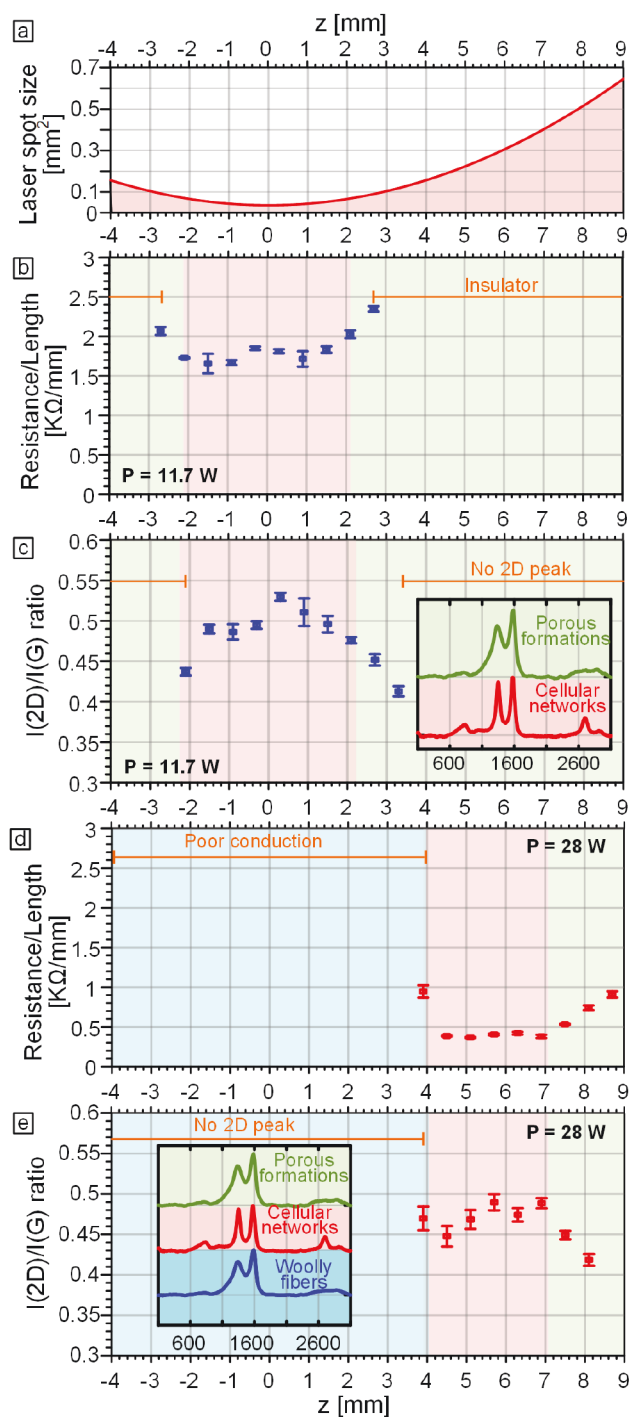 a
z [mm]
-4 -3 -2 -1 0 1 2 3 4 5 6 7 8 9
Laser spot size
[mm²]
0.7
0.5
0.3
0.1
0
-4 -3 -2 -1 0 1 2 3 4 5 6 7 8 9
b
Resistance/Length
[KΩ/mm]
3
2.5
2
1.5
1
0.5
0
Insulator
P = 11.7 W
-4 -3 -2 -1 0 1 2 3 4 5 6 7 8 9
c
I(2D)/I(G) ratio
0.6
0.55
0.5
0.45
0.4
0.35
0.3
No 2D peak
Porous
formations
Cellular
networks
600 1600 2600
P = 11.7 W
-4 -3 -2 -1 0 1 2 3 4 5 6 7 8 9
d
Resistance/Length
[KΩ/mm]
3
2.5
2
1.5
1
0.5
0
Poor conduction
P = 28 W
-4 -3 -2 -1 0 1 2 3 4 5 6 7 8 9
e
I(2D)/I(G) ratio
0.6
0.55
0.5
0.45
0.4
0.35
0.3
No 2D peak
P = 28 W
Porous
formations
Cellular
networks
Woolly
fibers
600 1600 2600
-4 -3 -2 -1 0 1 2 3 4 5 6 7 8 9
z [mm]